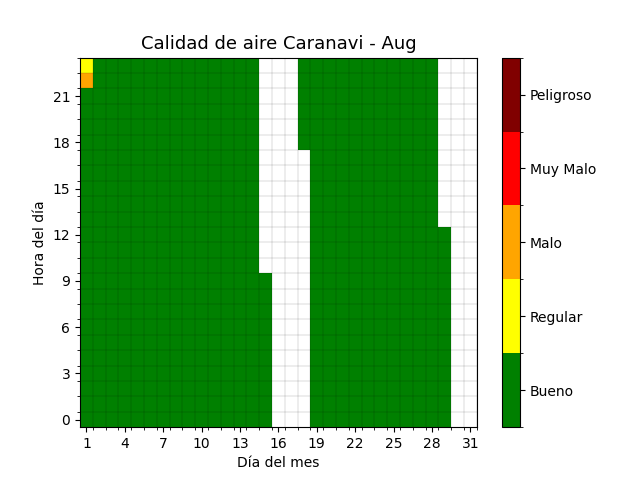 Calidad de aire Caranavi - Aug
Hora del día
21
18
15
12
9
6
3
0
1 4 7 10 13 16 19 22 25 28 31
Día del mes
Peligroso
Muy Malo
Malo
Regular
Bueno